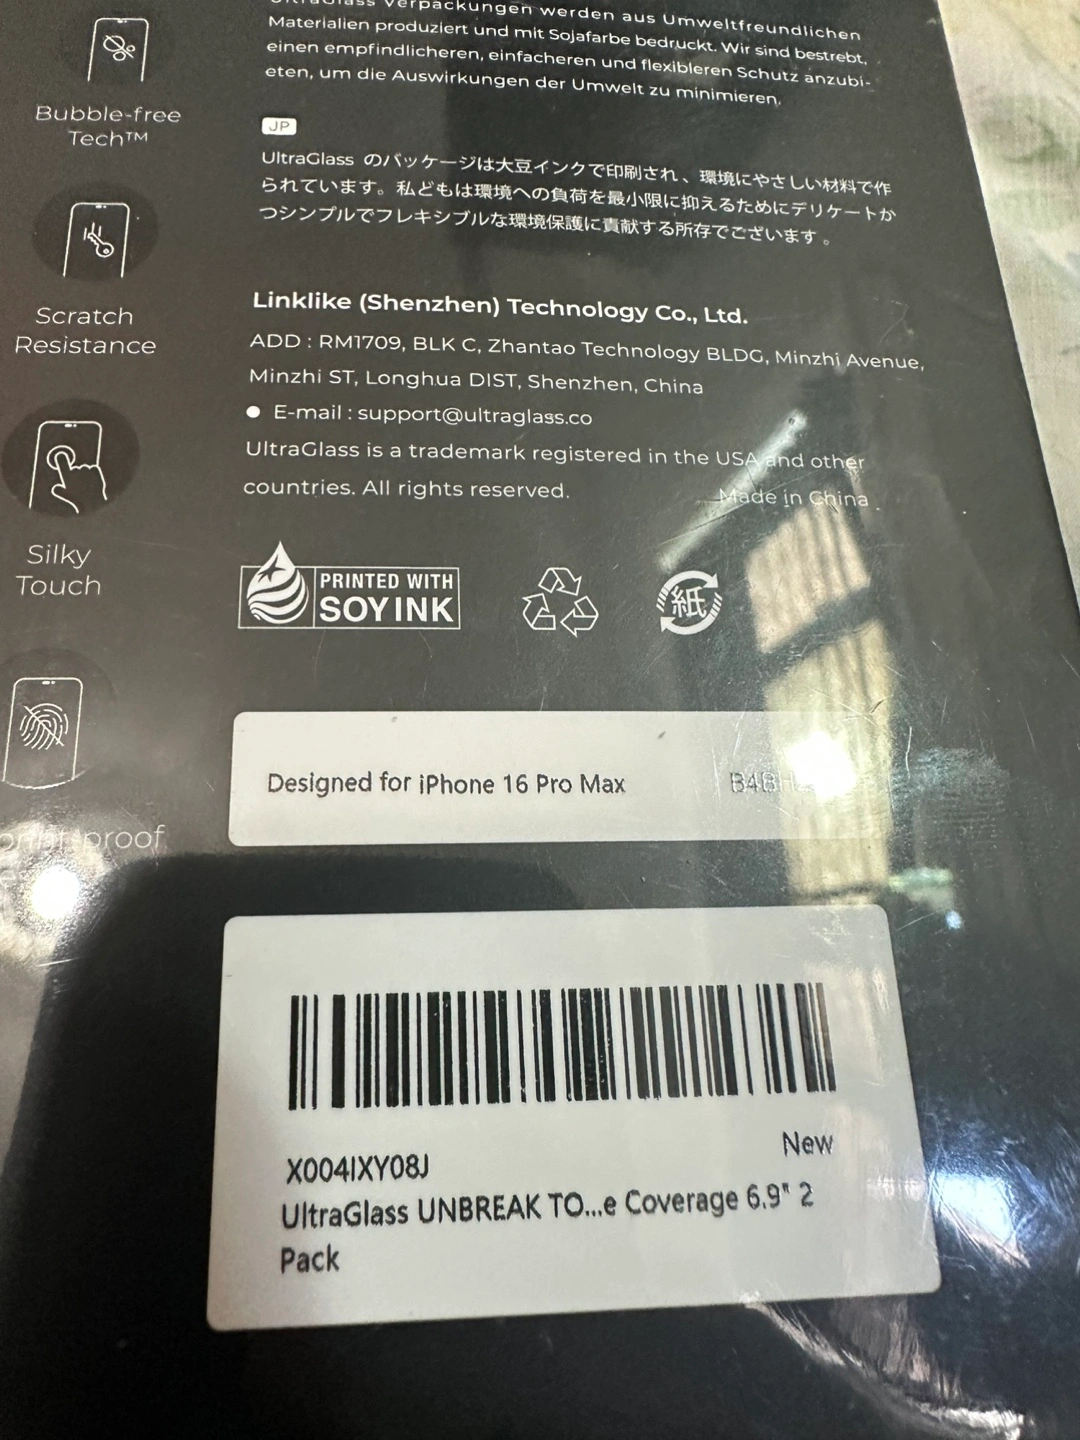 UltraGlass Verpackungen werden aus Umweltfreundlichen
Materialien produziert und mit Sojafarbe bedruckt. Wir sind bestrebt,
einen empfindlicheren, einfacheren und flexibleren Schutz anzubi-
eten, um die Auswirkungen der Umwelt zu minimieren.
JP
UltraGlass のパッケージは大豆インクで印刷され、環境にやさしい材料で作
られています。私どもは環境への負荷を最小限に抑えるためにデリケートか
つシンプルでフレキシブルな環境保護に責献する所存でございます。
Bubble-free
Tech™
Scratch
Resistance
Silky
Touch
proof
Linklike (Shenzhen) Technology Co., Ltd.
ADD : RM1709, BLK C, Zhantao Technology BLDG, Minzhi Avenue,
Minzhi ST, Longhua DIST, Shenzhen, China
E-mail : support@ultraglass.co
UltraGlass is a trademark registered in the USA and other
countries. All rights reserved.
Made in China
PRINTED WITH
SOY INK
紙
Designed for iPhone 16 Pro Max
New
X004IXY08J
UltraGlass UNBREAK TO...e Coverage 6.9" 2
Pack